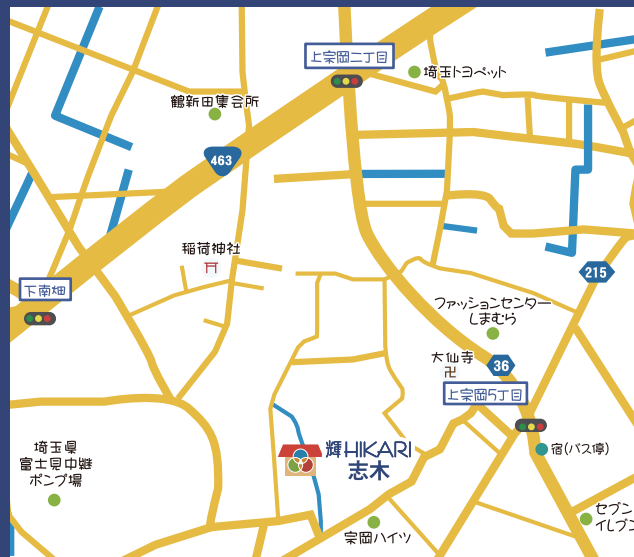 上宗岡二丁目
埼玉トヨペット
鶴新田集会所
463
稲荷神社
215
下南畑
ファッションセンター
しまむら
大仙寺
卍
36
上宗岡5丁目
輝HIKARI
志木
埼玉県
富士見中継
ポンプ場
宿(バス停)
セブン
イレブン
宗岡ハイツ